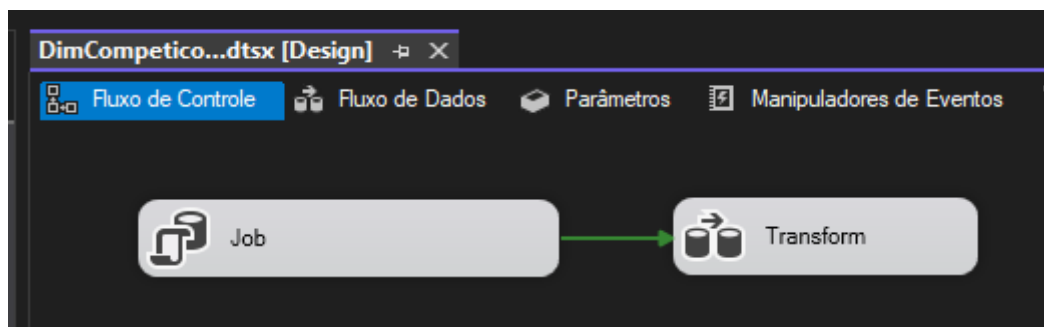 DimCompetico...dtsx [Design]
Fluxo de Controle Fluxo de Dados Parâmetros Manipuladores de Eventos
Job Transform